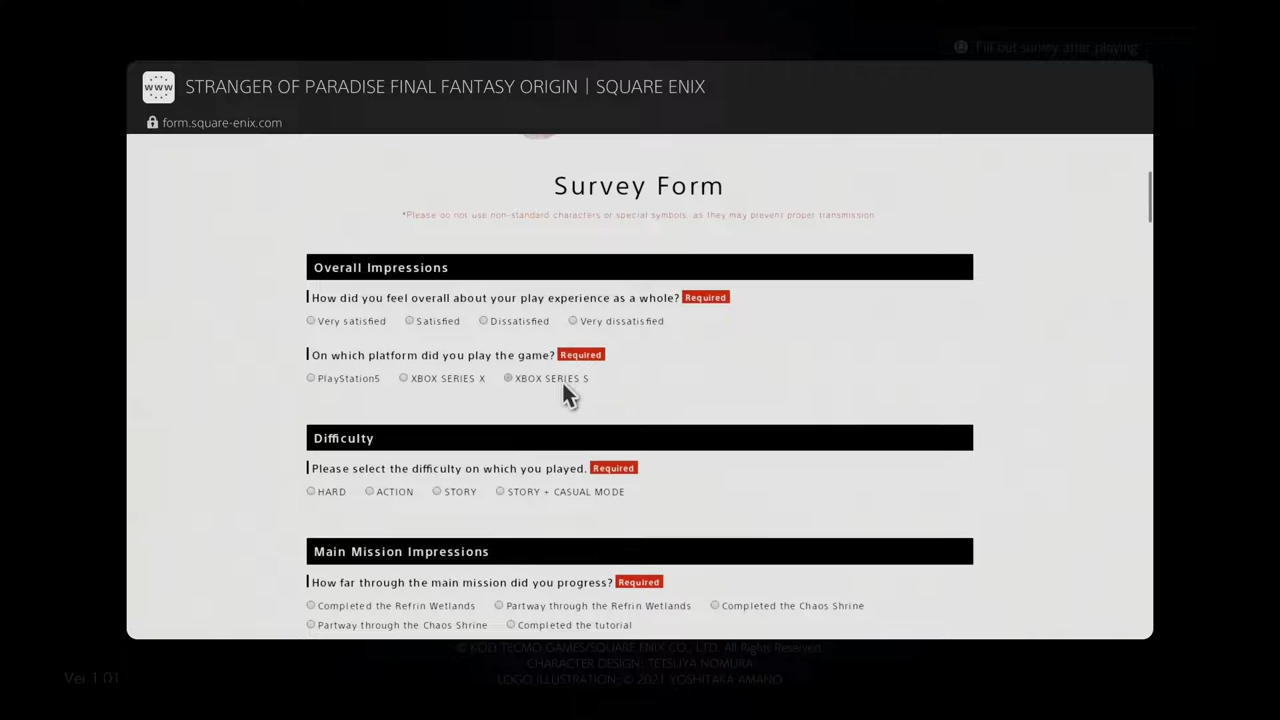 Fill out survey after playing
www
STRANGER OF PARADISE FINAL FANTASY ORIGIN | SQUARE ENIX
form.square-enix.com
Survey Form
*Please do not use non-standard characters or special symbols, as they may prevent proper transmission
Overall Impressions
How did you feel overall about your play experience as a whole? Required
Very satisfied Satisfied Dissatisfied Very dissatisfied
On which platform did you play the game? Required
PlayStation5 XBOX SERIES X XBOX SERIES S
Difficulty
Please select the difficulty on which you played. Required
HARD ACTION STORY STORY + CASUAL MODE
Main Mission Impressions
How far through the main mission did you progress? Required
Completed the Refrin Wetlands Partway through the Refrin Wetlands Completed the Chaos Shrine
Partway through the Chaos Shrine Completed the tutorial
© KOEI TECMO GAMES/SQUARE ENIX CO., LTD. All Rights Reserved.
CHARACTER DESIGN: TETSUYA NOMURA
LOGO ILLUSTRATION: © 2021 YOSHITAKA AMANO
Ver 1.01